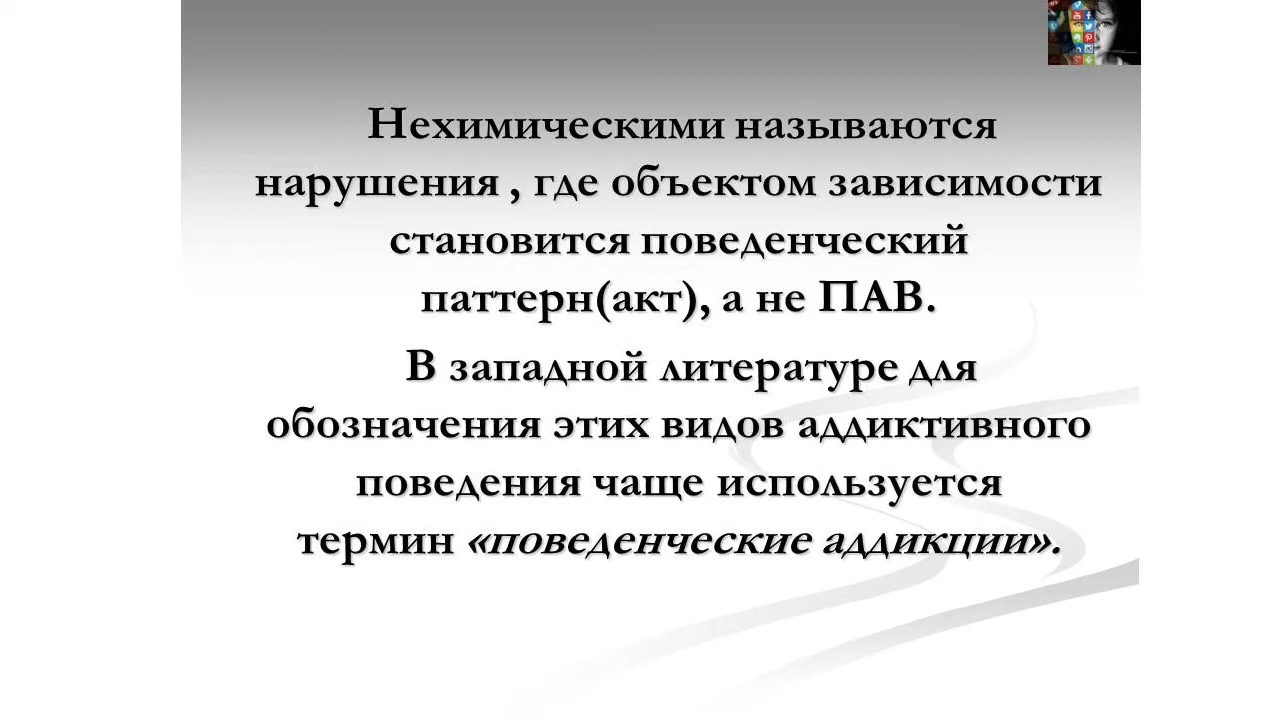 Нехимическими называются
нарушения , где объектом зависимости
становится поведенческий
паттерн(акт), а не ПАВ.
В западной литературе для
обозначения этих видов аддиктивного
поведения чаще используется
термин «поведенческие аддикции».